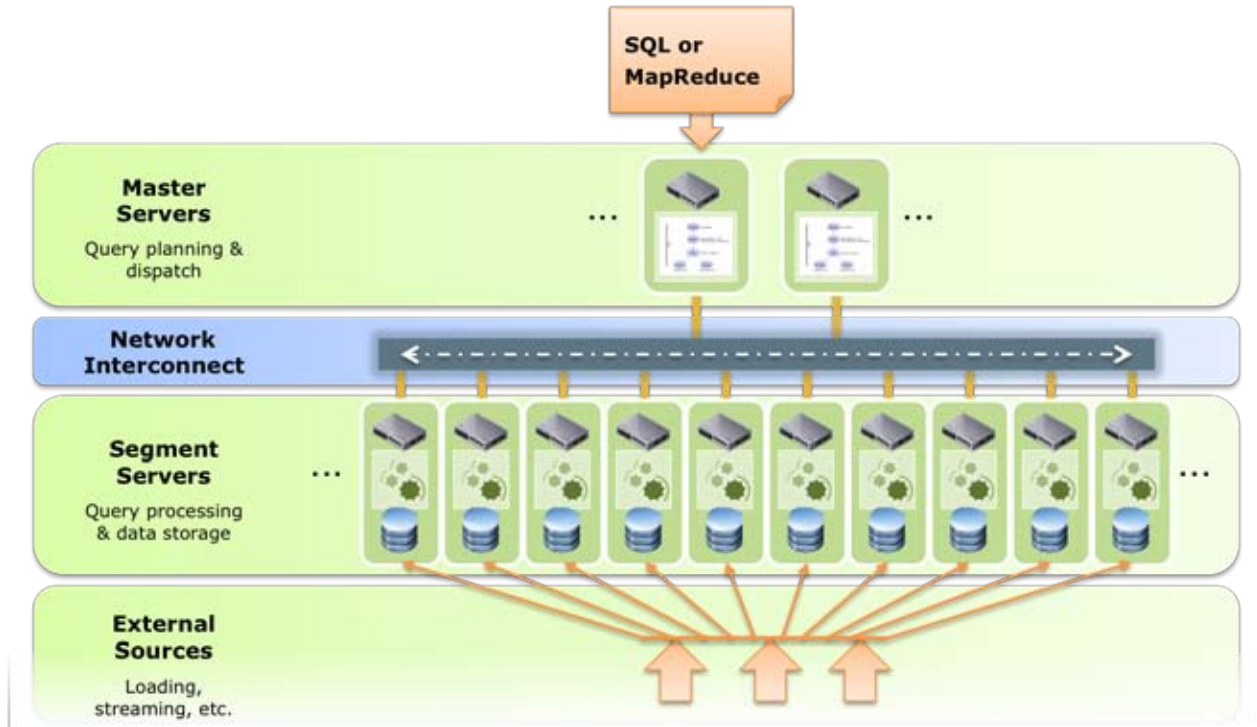 SQL or
MapReduce
Master
Servers
Query planning &
dispatch
...
...
Network
Interconnect
Segment
Servers
Query processing
& data storage
...
...
External
Sources
Loading,
streaming, etc.